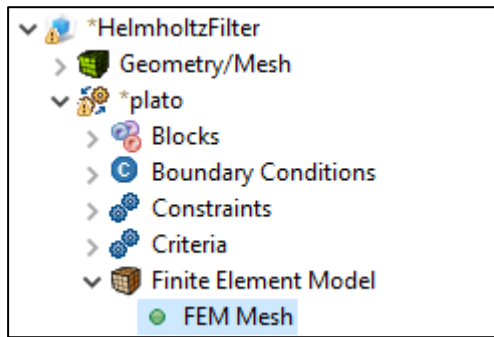 *HelmholtzFilter
Geometry/Mesh
*plato
Blocks
C Boundary Conditions
Constraints
Criteria
Finite Element Model
FEM Mesh